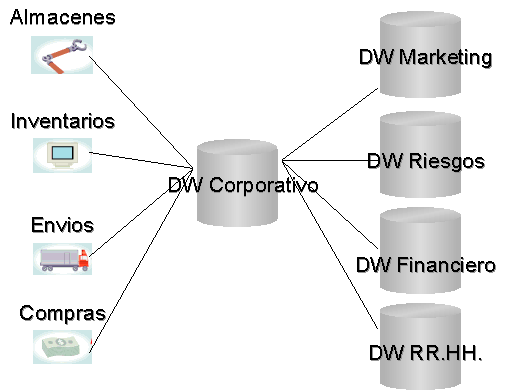 Almacenes
Inventarios
Envios
Compras
DW Corporativo
DW Marketing
DW Riesgos
DW Financiero
DW RR.HH.